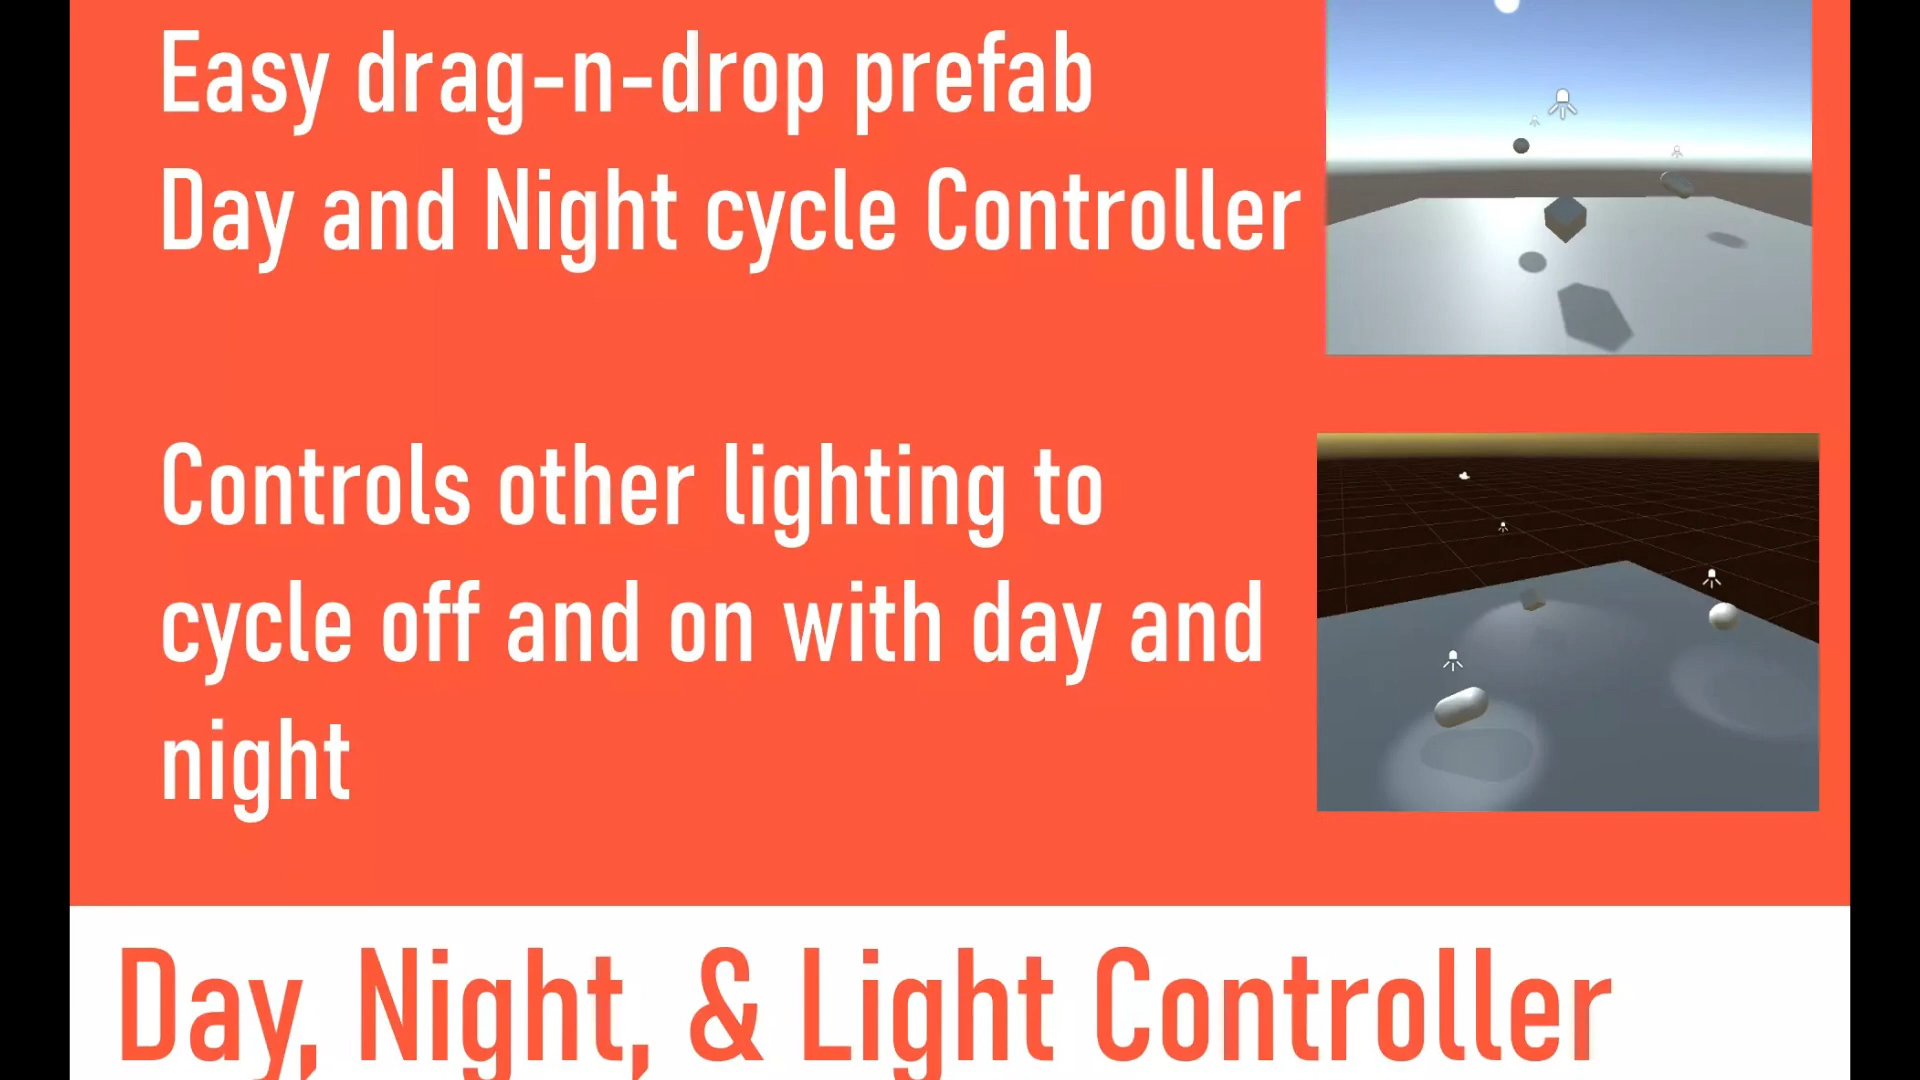 Easy drag-n-drop prefab
Day and Night cycle Controller
Controls other lighting to
cycle off and on with day and
night
Day, Night, & Light Controller